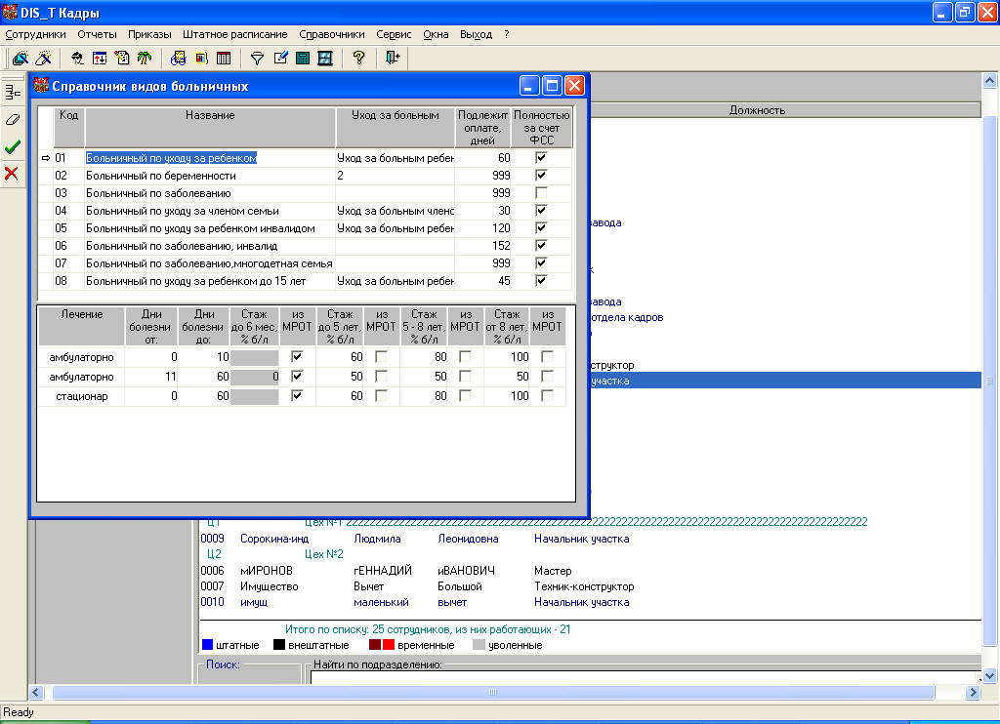 DIS_T Кадры
Сотрудники Отчеты Приказы Штатное расписание Справочники Сервис Окна Выход ?
Справочник видов больничных
Должность
Код Название Уход за больным Подлежит оплате, дней Полностью за счет ФСС
01 Больничный по уходу за ребенком Уход за больным ребен 60
02 Больничный по беременности 2 999
03 Больничный по заболеванию 999
04 Больничный по уходу за членом семьи Уход за больным члено 30
05 Больничный по уходу за ребенком инвалидом Уход за больным ребен 120
06 Больничный по заболеванию, инвалид 152
07 Больничный по заболеванию,многодетная семья 999
08 Больничный по уходу за ребенком до 15 лет Уход за больным ребен 45
Лечение Дни болезни от: Дни болезни до: Стаж до 6 мес, % б/л из МРОТ Стаж до 5 лет, % б/л из МРОТ Стаж 5 - 8 лет, % б/л из МРОТ Стаж от 8 лет, % б/л из МРОТ
амбулаторно 0 10 60 80 100
амбулаторно 11 60 0 50 50 50
стационар 0 60 60 80 100
завода
завода
отдела кадров
структор
участка
Ц1 Цех №1 
0009 Сорокина-инд Людмила Леонидовна Начальник участка
Ц2 Цех №2
0006 мИРОНОВ гЕННАДИЙ иВАНОВИЧ Мастер
0007 Имущество Вычет Большой Техник-конструктор
0010 имущ маленький вычет Начальник участка
Итого по списку: 25 сотрудников, из них работающих - 21
штатные внештатные временные уволенные
Поиск: Найти по подразделению:
Ready